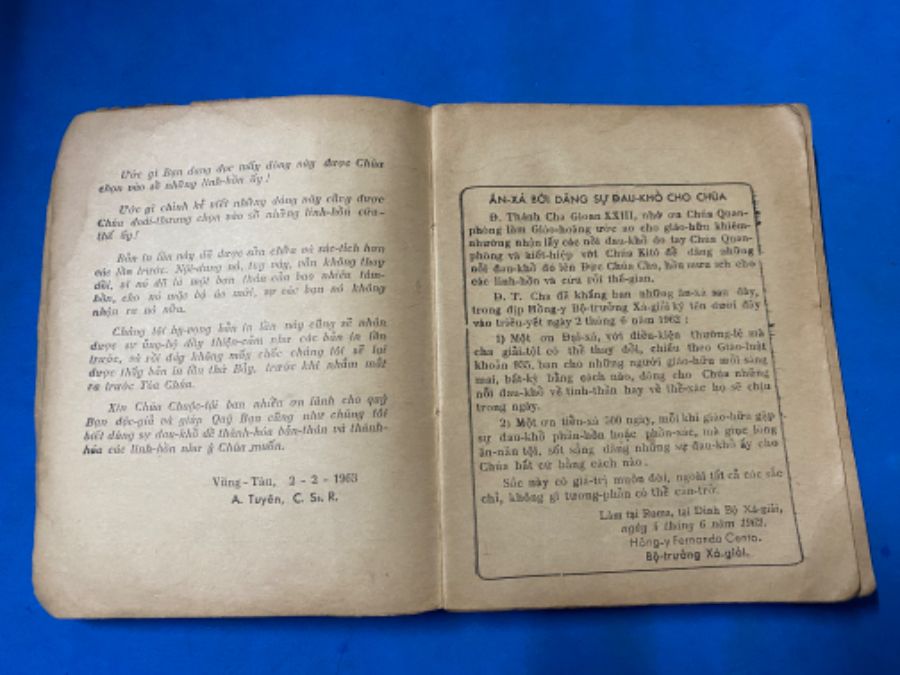 Ước gì Bạn đang đọc mấy dòng này được Chúa
chọn vào số những linh-hồn ấy!
Ước gì chính kẻ viết những dòng này cũng được
Chúa đoái-thương chọn vào số những linh-hồn cứu-
thế ấy!
Bản in lần này đã được sửa chữa và súc-tích hơn
các lần trước. Nội-dung nó, tuy vậy, vẫn không thay
đổi, vì nó đã là một bạn thân của bao nhiêu tâm-
hồn, cho nó mặc bộ áo mới, sợ các bạn nó không
nhận ra nó nữa.
Chúng tôi hy-vọng bản in lần này cũng sẽ nhận
được sự ủng-hộ đầy thiện-cảm như các bản in lần
trước, và rồi đây không mấy chốc chúng tôi sẽ lại
được thấy bản in lần thứ Bảy, trước khi nhắm mắt
ra trước Tòa Chúa.
Xin Chúa Chuộc-tội ban nhiều ơn lành cho quý
Bạn độc-giả và giúp Quý Bạn cũng như chúng tôi
biết dùng sự đau-khổ để thánh-hóa bản-thân và thánh-
hóa các linh-hồn như ý Chúa muốn.
Vũng-Tàu, 2-2-1963
A. Tuyên, C. Ss. R.
ÂN-XÁ BỞI DÂNG SỰ ĐAU-KHỔ CHO CHÚA
Đ. Thánh Cha Gioan XXIII, nhờ ơn Chúa Quan-
phòng làm Giáo-hoàng ước ao cho giáo-hữu khiêm-
nhường nhận lấy các nỗi đau-khổ do tay Chúa Quan-
phòng và kiết-hiệp với Chúa Kitô để dâng những
nỗi đau-khổ đó lên Đức Chúa Cha, hầu mưu ích cho
các linh-hồn và cứu rỗi thế-gian.
Đ. T. Cha đã khấng ban những ân-xá sau đây,
trong dịp Hồng-y Bộ-trưởng Xá-giải ký tên dưới đây
vào triều-yết ngày 2 tháng 6 năm 1962:
1) Một ơn Đại-xá, với điều-kiện thường-lệ mà
cha giải-tội có thể thay đổi, chiếu theo Giáo-luật
khoản 935, ban cho những người giáo-hữu mỗi sáng
mai, bất-kỳ bằng cách nào, dâng cho Chúa những
nỗi đau-khổ về tinh-thần hay về thể-xác họ sẽ chịu
trong ngày.
2) Một ơn tiểu-xá 500 ngày, mỗi khi giáo-hữu gặp
sự đau-khổ phần-hồn hoặc phần-xác, mà giục lòng
ăn-năn tội, sốt sắng dâng những sự đau-khổ ấy cho
Chúa bất cứ bằng cách nào.
Sắc này có giá-trị muôn đời, ngoài tất cả các sắc
chỉ, không gì tương-phản có thể cản-trở.
Làm tại Roma, tại Dinh Bộ Xá-giải,
ngày 4 tháng 6 năm 1962.
Hồng-y Fernando Cento.
Bộ-trưởng Xá-giải.